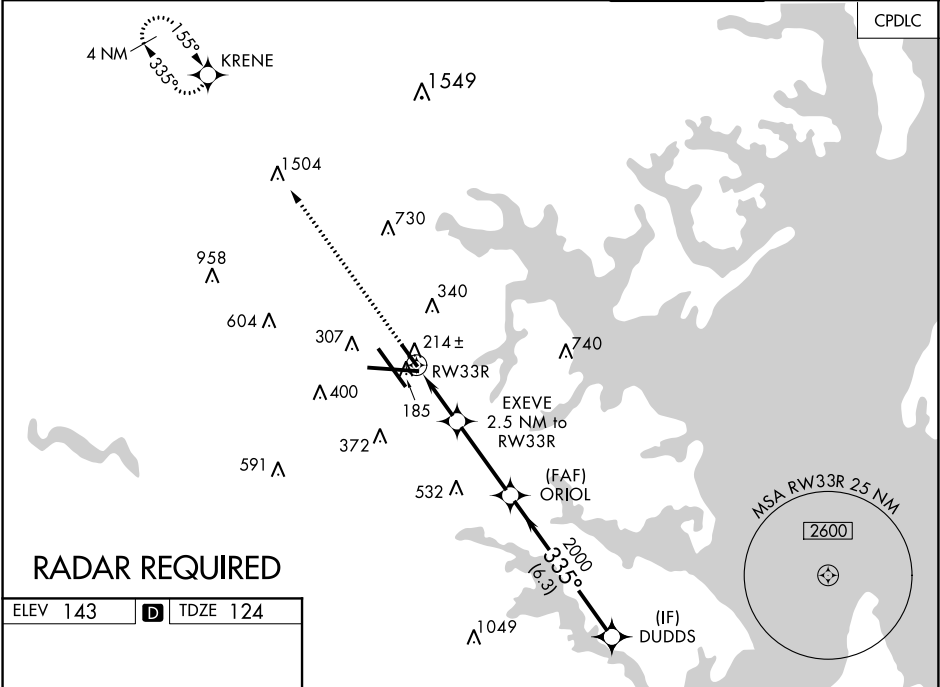 CPDLC
155°
4 NM
335°
KRENE
1549
1504
730
958
340
604
307
214±
740
RW33R
400
185
EXEVE
2.5 NM to
RW33R
372
591
(FAF)
ORIOL
532
MSA RW33R 25 NM
2600
2000
335°
(6.3)
RADAR REQUIRED
ELEV 143 D TDZE 124
1049
(IF)
DUDDS